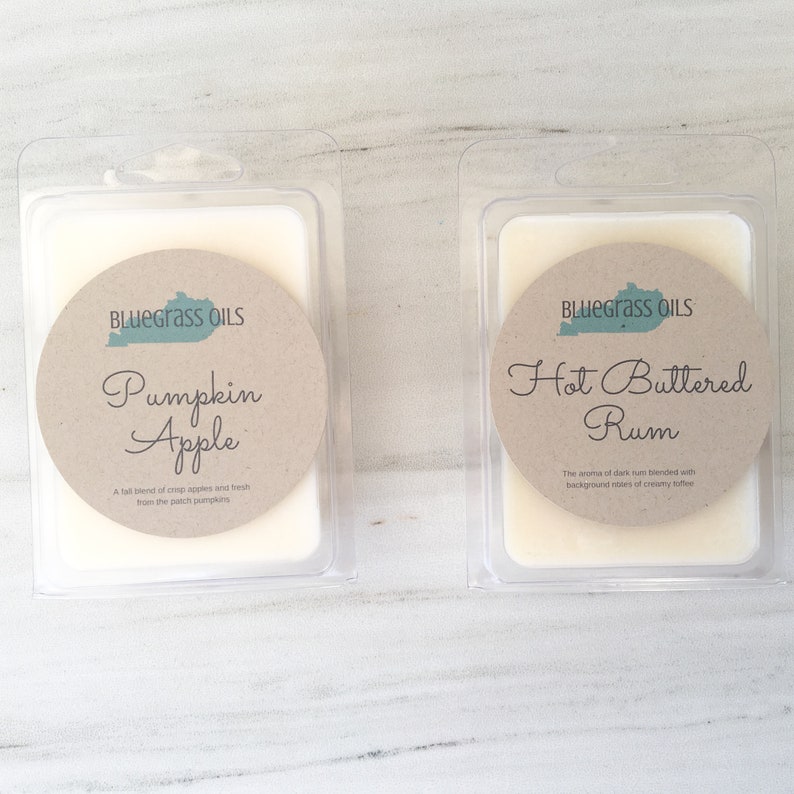 BLUEGRASS OILS
Pumpkin
Apple
A fall blend of crisp apples and fresh
from the patch pumpkins
BLUEGRASS OILS
Hot Buttered
Rum
The aroma of dark rum blended with
background notes of creamy toffee